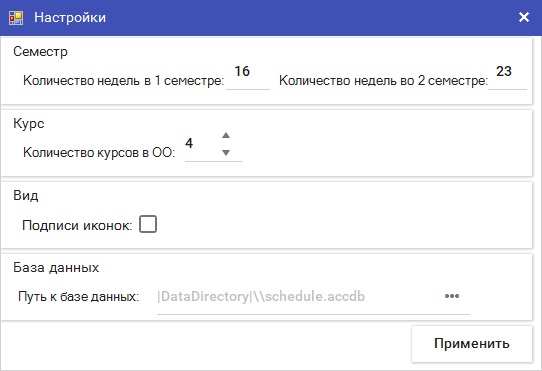 Настройки
Семестр
Количество недель в 1 семестре: 16 Количество недель во 2 семестре: 23
Курс
Количество курсов в ОО: 4
Вид
Подписи иконок:
База данных
Путь к базе данных: |DataDirectory|\\schedule.accdb •••
Применить